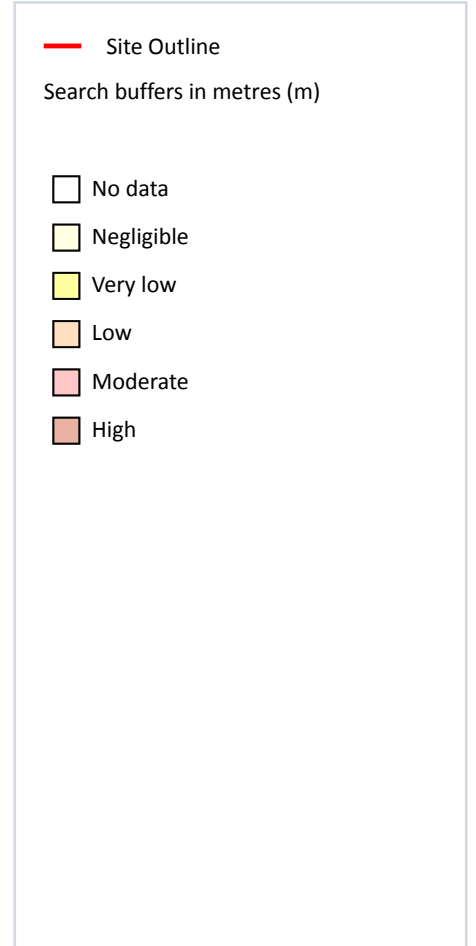 Site Outline
Search buffers in metres (m)
No data
Negligible
Very low
Low
Moderate
High